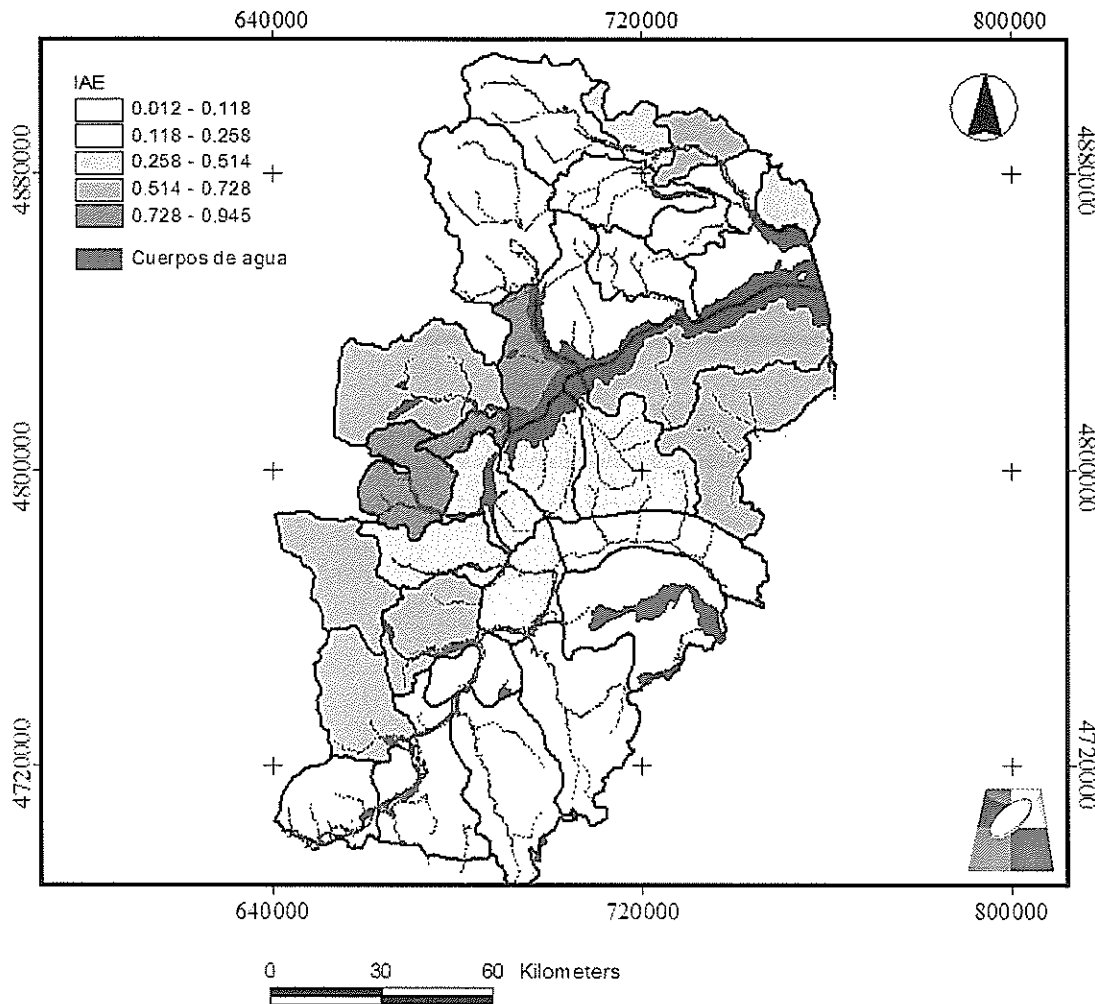 640000 720000 800000
IAE
0.012 - 0.118
0.118 - 0.258
0.258 - 0.514
0.514 - 0.728
0.728 - 0.945
Cuerpos de agua
4880000 4880000
4800000 4800000
4720000 4720000
640000 720000 800000
0 30 60 Kilometers